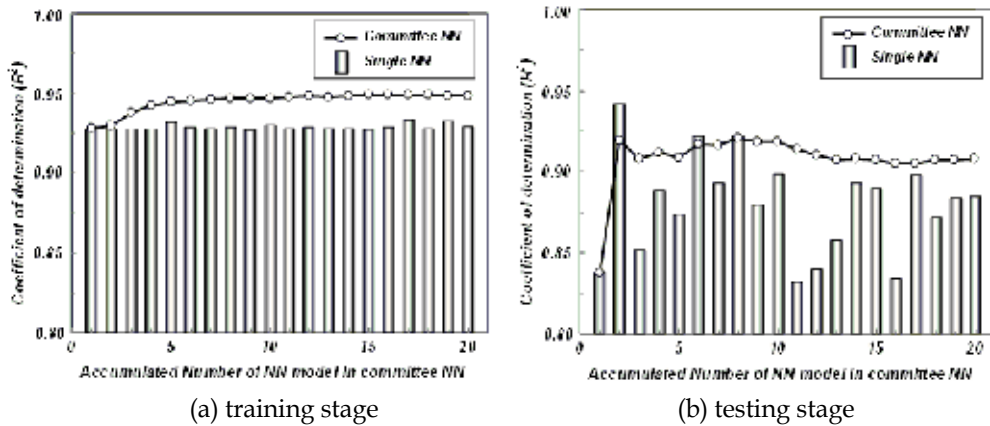 1.00
0.95
0.90
0.85
0.80
Coefficient of determination (R²)
Committee NN
Single NN
0 5 10 15 20
Accumulated Number of NN model in committee NN
(a) training stage
1.00
0.95
0.90
0.85
0.80
Coefficient of determination (R²)
Committee NN
Single NN
0 5 10 15 20
Accumulated Number of NN model in committee NN
(b) testing stage